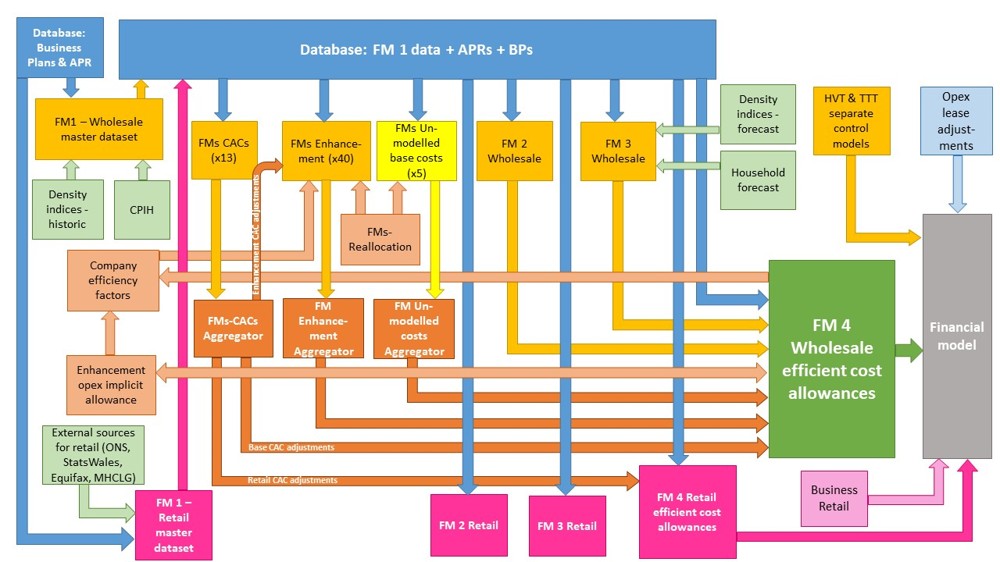 Database:
Business
Plans & APR
Database: FM 1 data + APRs + BPs
FM1 – Wholesale
master dataset
FMs CACs
(x13)
FMs Enhance-
ment (x40)
FMs Un-
modelled
base costs
(x5)
FM 2
Wholesale
FM 3
Wholesale
Density
indices -
forecast
Household
forecast
HVT & TTT
separate
control
models
Opex
lease
adjust-
ments
Density
indices -
historic
CPIH
FMs-
Reallocation
Enhancement CAC adjustments
Company
efficiency
factors
FMs-CACs
Aggregator
FM
Enhance-
ment
Aggregator
FM Un-
modelled
costs
Aggregator
FM 4
Wholesale
efficient cost
allowances
Financial
model
Enhancement
opex implicit
allowance
External sources
for retail (ONS,
StatsWales,
Equifax, MHCLG)
Base CAC adjustments
Retail CAC adjustments
FM 1 –
Retail
master
dataset
FM 2 Retail
FM 3 Retail
FM 4 Retail
efficient cost
allowances
Business
Retail